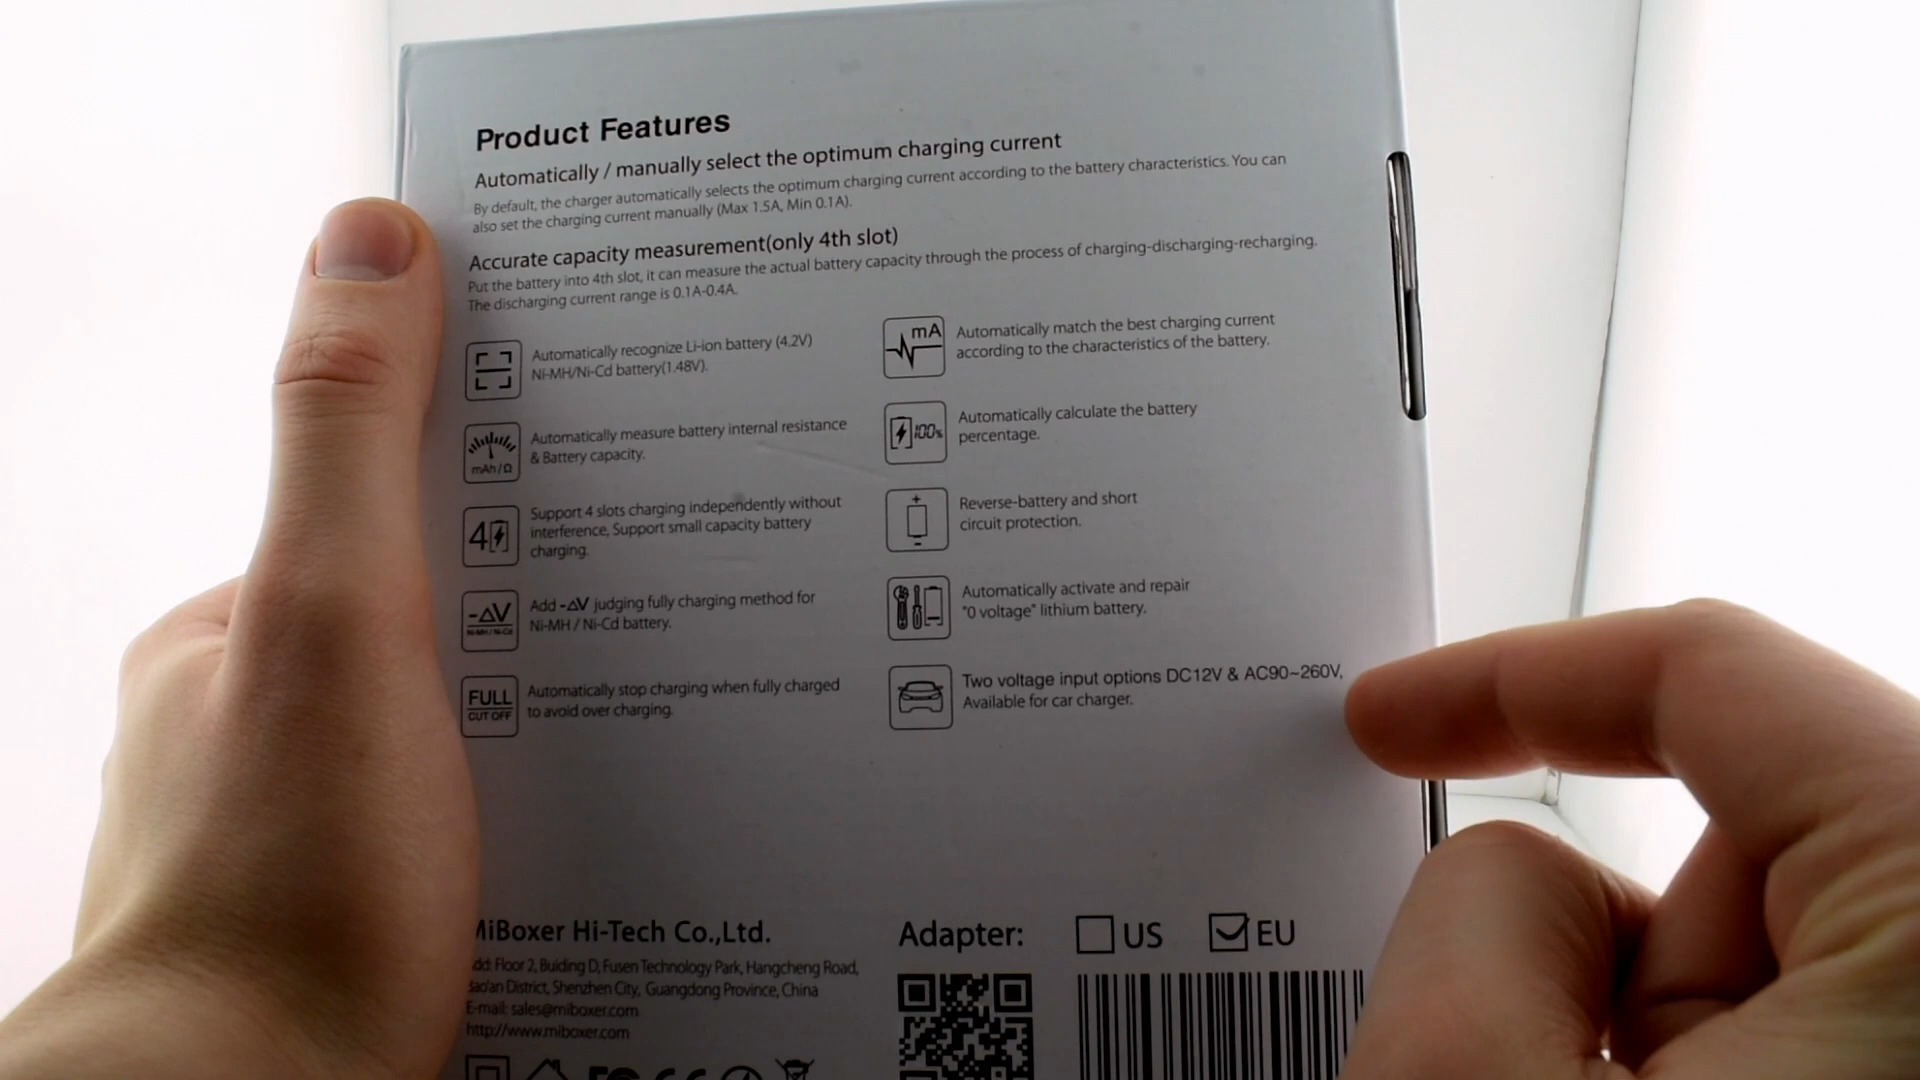 Product Features
Automatically / manually select the optimum charging current
By default, the charger automatically selects the optimum charging current according to the battery characteristics. You can
also set the charging current manually (Max 1.5A, Min 0.1A).
Accurate capacity measurement(only 4th slot)
Put the battery into 4th slot, it can measure the actual battery capacity through the process of charging-discharging-recharging.
The discharging current range is 0.1A-0.4A.
Automatically recognize Li-ion battery (4.2V)
Ni-MH/Ni-Cd battery(1.48V).
mAh/Ω
Automatically measure battery internal resistance
& Battery capacity.
4
Support 4 slots charging independently without
interference, Support small capacity battery
charging.
-ΔV
Ni-MH / Ni-Cd
Add -ΔV judging fully charging method for
Ni-MH / Ni-Cd battery.
FULL
CUT OFF
Automatically stop charging when fully charged
to avoid over charging.
mA
Automatically match the best charging current
according to the characteristics of the battery.
100%
Automatically calculate the battery
percentage.
+
-
Reverse-battery and short
circuit protection.
Automatically activate and repair
"0 voltage" lithium battery.
Two voltage input options DC12V & AC90~260V,
Available for car charger.
MiBoxer Hi-Tech Co.,Ltd.
dd: Floor 2, Buiding D, Fusen Technology Park, Hangcheng Road,
Bao'an District, Shenzhen City, Guangdong Province, China
E-mail: sales@miboxer.com
http://www.miboxer.com
Adapter: US EU